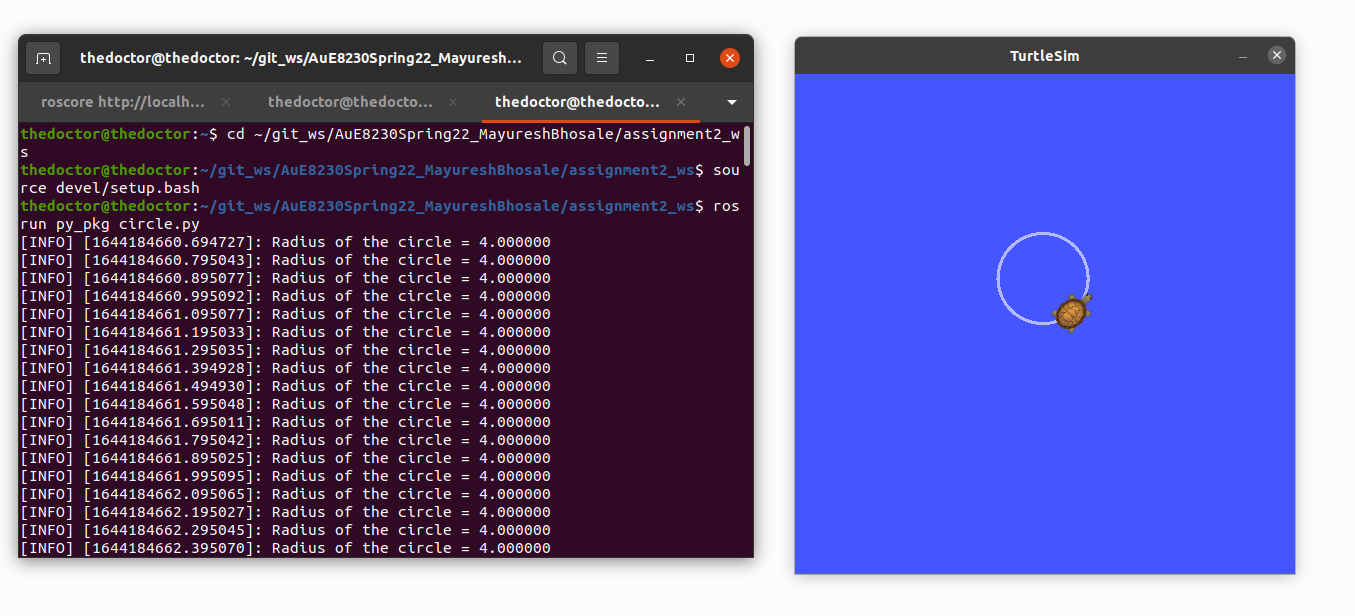 thedoctor@thedoctor: ~/git_ws/AuE8230Spring22_Mayuresh...
roscore http://localh...
thedoctor@thedocto...
thedoctor@thedocto...
thedoctor@thedoctor:~$ cd ~/git_ws/AuE8230Spring22_MayureshBhosale/assignment2_w
s
thedoctor@thedoctor:~/git_ws/AuE8230Spring22_MayureshBhosale/assignment2_ws$ sou
rce devel/setup.bash
thedoctor@thedoctor:~/git_ws/AuE8230Spring22_MayureshBhosale/assignment2_ws$ ros
run py_pkg circle.py
[INFO] [1644184660.694727]: Radius of the circle = 4.000000
[INFO] [1644184660.795043]: Radius of the circle = 4.000000
[INFO] [1644184660.895077]: Radius of the circle = 4.000000
[INFO] [1644184660.995092]: Radius of the circle = 4.000000
[INFO] [1644184661.095077]: Radius of the circle = 4.000000
[INFO] [1644184661.195033]: Radius of the circle = 4.000000
[INFO] [1644184661.295035]: Radius of the circle = 4.000000
[INFO] [1644184661.394928]: Radius of the circle = 4.000000
[INFO] [1644184661.494930]: Radius of the circle = 4.000000
[INFO] [1644184661.595048]: Radius of the circle = 4.000000
[INFO] [1644184661.695011]: Radius of the circle = 4.000000
[INFO] [1644184661.795042]: Radius of the circle = 4.000000
[INFO] [1644184661.895025]: Radius of the circle = 4.000000
[INFO] [1644184661.995095]: Radius of the circle = 4.000000
[INFO] [1644184662.095065]: Radius of the circle = 4.000000
[INFO] [1644184662.195027]: Radius of the circle = 4.000000
[INFO] [1644184662.295045]: Radius of the circle = 4.000000
[INFO] [1644184662.395070]: Radius of the circle = 4.000000
TurtleSim